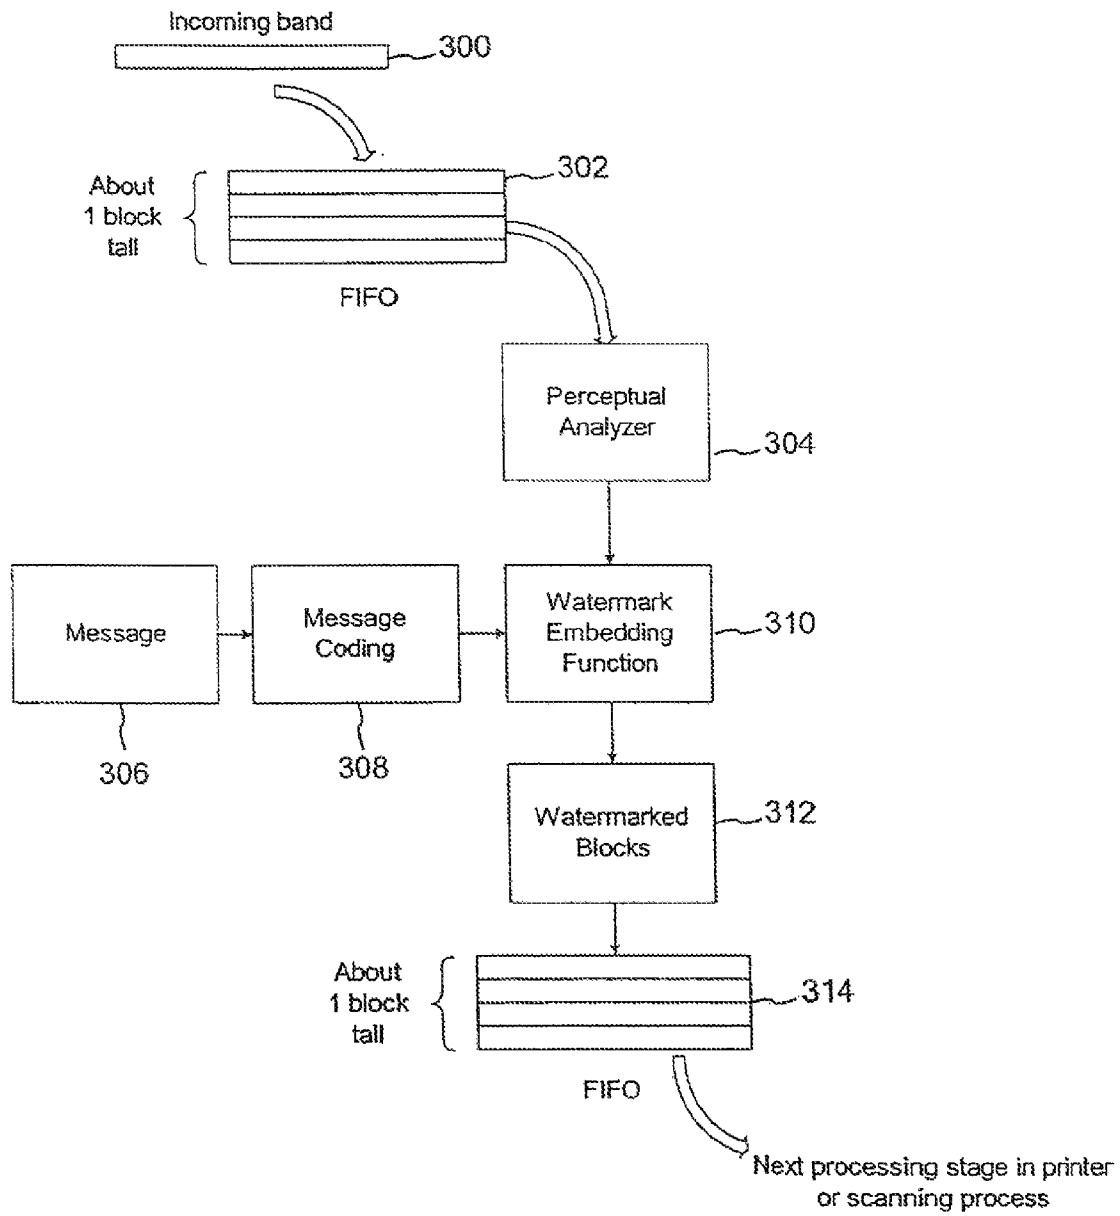 Incoming band
300
302
About
1 block
tall
FIFO
Perceptual
Analyzer
304
Message
Message
Coding
Watermark
Embedding
Function
310
306
308
Watermarked
Blocks
312
About
1 block
tall
314
FIFO
Next processing stage in printer
or scanning process